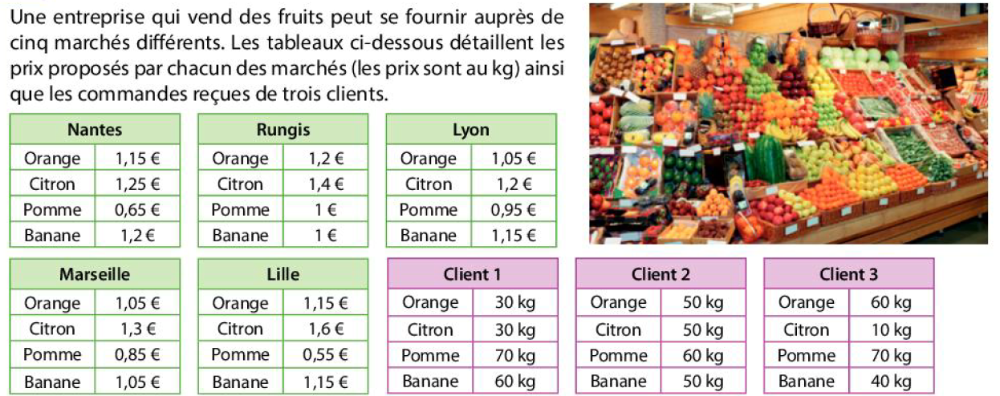 Une entreprise qui vend des fruits peut se fournir auprès de
cinq marchés différents. Les tableaux ci-dessous détaillent les
prix proposés par chacun des marchés (les prix sont au kg) ainsi
que les commandes reçues de trois clients.
Nantes
Orange 1,15 €
Citron 1,25 €
Pomme 0,65 €
Banane 1,2 €
Rungis
Orange 1,2 €
Citron 1,4 €
Pomme 1 €
Banane 1 €
Lyon
Orange 1,05 €
Citron 1,2 €
Pomme 0,95 €
Banane 1,15 €
Marseille
Orange 1,05 €
Citron 1,3 €
Pomme 0,85 €
Banane 1,05 €
Lille
Orange 1,15 €
Citron 1,6 €
Pomme 0,55 €
Banane 1,15 €
Client 1
Orange 30 kg
Citron 30 kg
Pomme 70 kg
Banane 60 kg
Client 2
Orange 50 kg
Citron 50 kg
Pomme 60 kg
Banane 50 kg
Client 3
Orange 60 kg
Citron 10 kg
Pomme 70 kg
Banane 40 kg